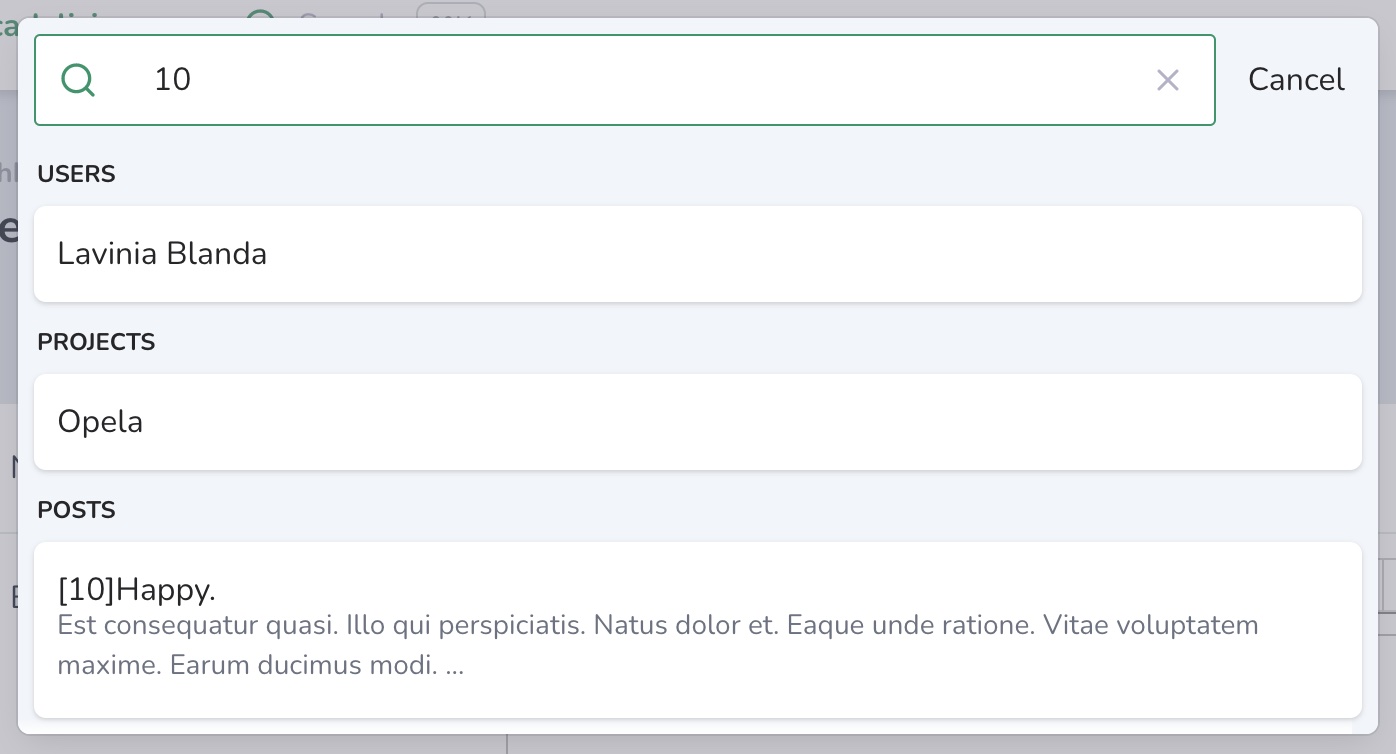 10
Cancel
USERS
Lavinia Blanda
PROJECTS
Opela
POSTS
[10]Happy.
Est consequatur quasi. Illo qui perspiciatis. Natus dolor et. Eaque unde ratione. Vitae voluptatem
maxime. Earum ducimus modi. ...